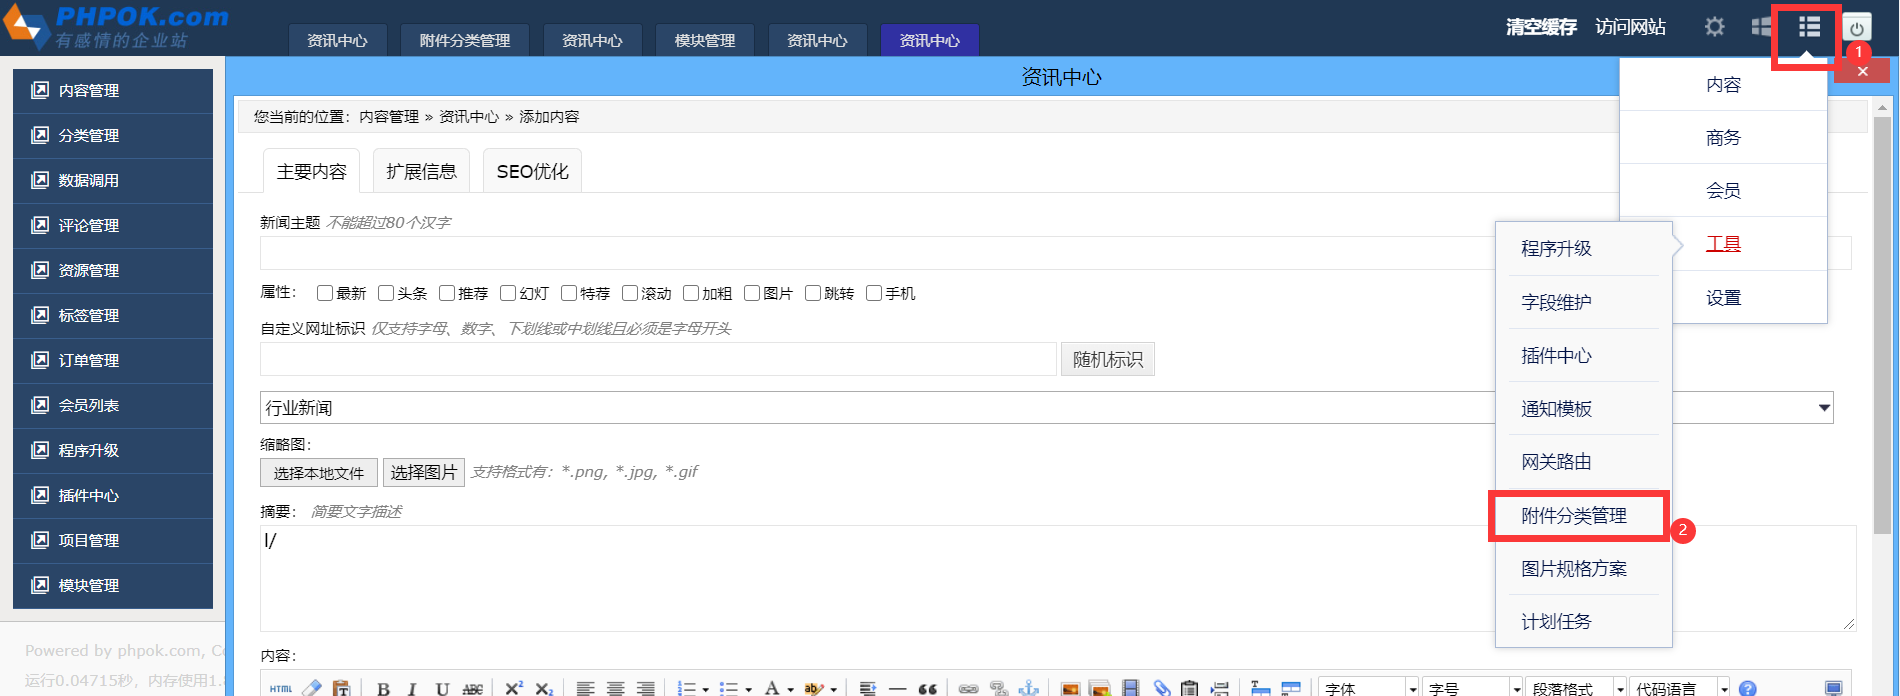 PHPOK.com
有感情的企业站
资讯中心
附件分类管理
资讯中心
模块管理
资讯中心
资讯中心
清空缓存
访问网站
1
资讯中心
内容管理
分类管理
数据调用
评论管理
资源管理
标签管理
订单管理
会员列表
程序升级
插件中心
项目管理
模块管理
Powered by phpok.com,
运行0.04715秒，内存使用1.
您当前的位置：内容管理 » 资讯中心 » 添加内容
主要内容
扩展信息
SEO优化
新闻主题 不能超过80个汉字
属性： 最新 头条 推荐 幻灯 特荐 滚动 加粗 图片 跳转 手机
自定义网址标识 仅支持字母、数字、下划线或中划线且必须是字母开头
随机标识
行业新闻
缩略图：
选择本地文件 选择图片 支持格式有：*.png, *.jpg, *.gif
摘要： 简要文字描述
l/
内容：
HTML B I U ABC X² X₂ A ab 字体 字号 段落格式 代码语言
内容
商务
会员
工具
设置
程序升级
字段维护
插件中心
通知模板
网关路由
附件分类管理
2
图片规格方案
计划任务